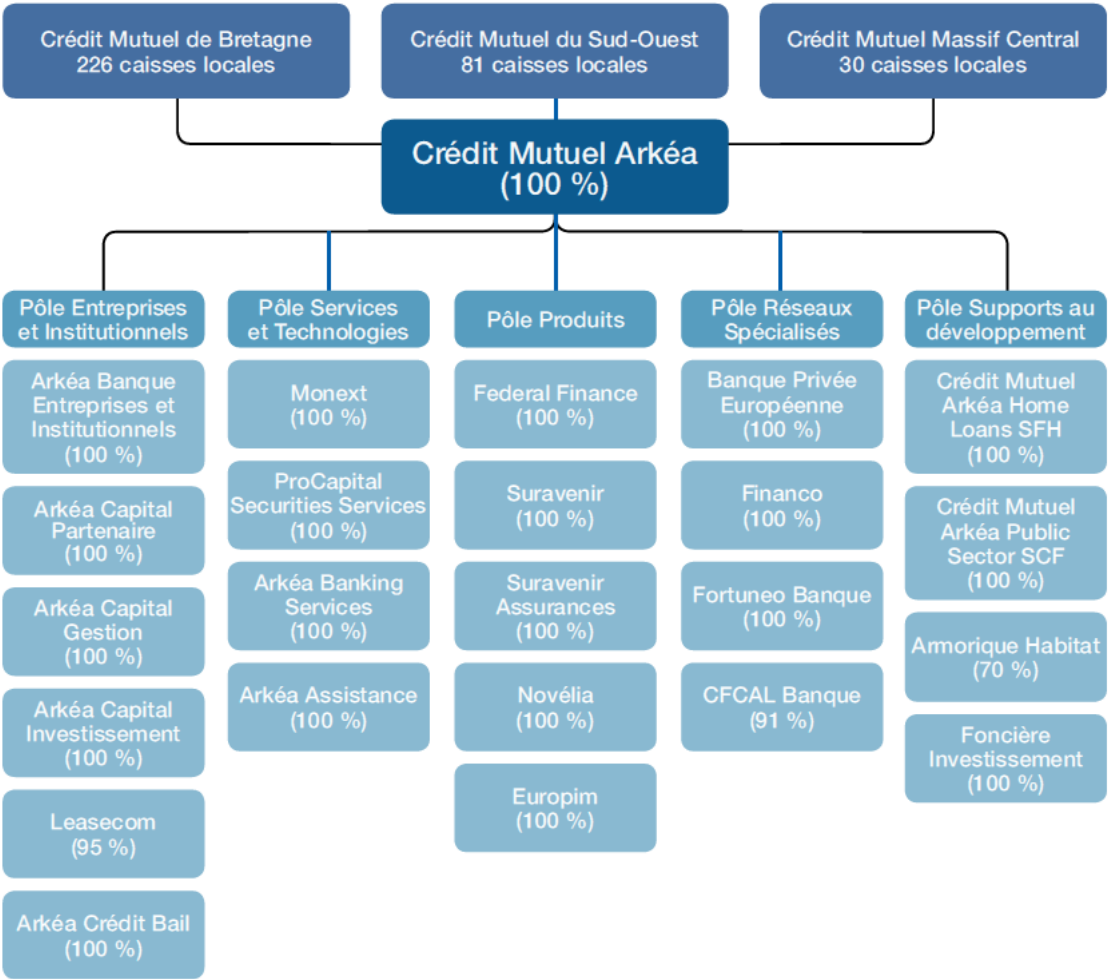 Crédit Mutuel de Bretagne
226 caisses locales
Crédit Mutuel du Sud-Ouest
81 caisses locales
Crédit Mutuel Massif Central
30 caisses locales
Crédit Mutuel Arkéa
(100 %)
Pôle Entreprises
et Institutionnels
Arkéa Banque
Entreprises et
Institutionnels
(100 %)
Arkéa Capital
Partenaire
(100 %)
Arkéa Capital
Gestion
(100 %)
Arkéa Capital
Investissement
(100 %)
Leasecom
(95 %)
Arkéa Crédit Bail
(100 %)
Pôle Services
et Technologies
Monext
(100 %)
ProCapital
Securities Services
(100 %)
Arkéa Banking
Services
(100 %)
Arkéa Assistance
(100 %)
Pôle Produits
Federal Finance
(100 %)
Suravenir
(100 %)
Suravenir
Assurances
(100 %)
Novélia
(100 %)
Europim
(100 %)
Pôle Réseaux
Spécialisés
Banque Privée
Européenne
(100 %)
Financo
(100 %)
Fortuneo Banque
(100 %)
CFCAL Banque
(91 %)
Pôle Supports au
développement
Crédit Mutuel
Arkéa Home
Loans SFH
(100 %)
Crédit Mutuel
Arkéa Public
Sector SCF
(100 %)
Armorique Habitat
(70 %)
Foncière
Investissement
(100 %)